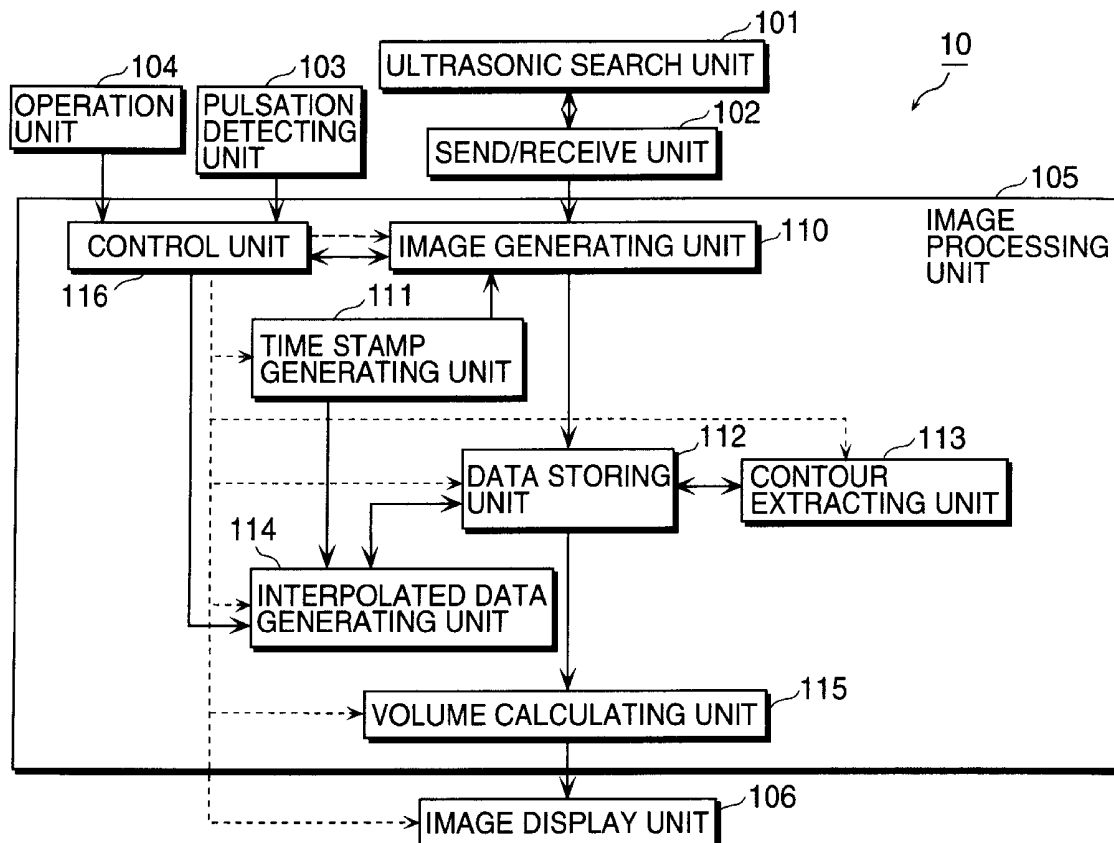 101
10
ULTRASONIC SEARCH UNIT
104
103
OPERATION
UNIT
PULSATION
DETECTING
UNIT
102
SEND/RECEIVE UNIT
105
IMAGE
PROCESSING
UNIT
CONTROL UNIT
IMAGE GENERATING UNIT
110
116
111
TIME STAMP
GENERATING UNIT
112
113
DATA STORING
UNIT
CONTOUR
EXTRACTING UNIT
114
INTERPOLATED DATA
GENERATING UNIT
115
VOLUME CALCULATING UNIT
106
IMAGE DISPLAY UNIT